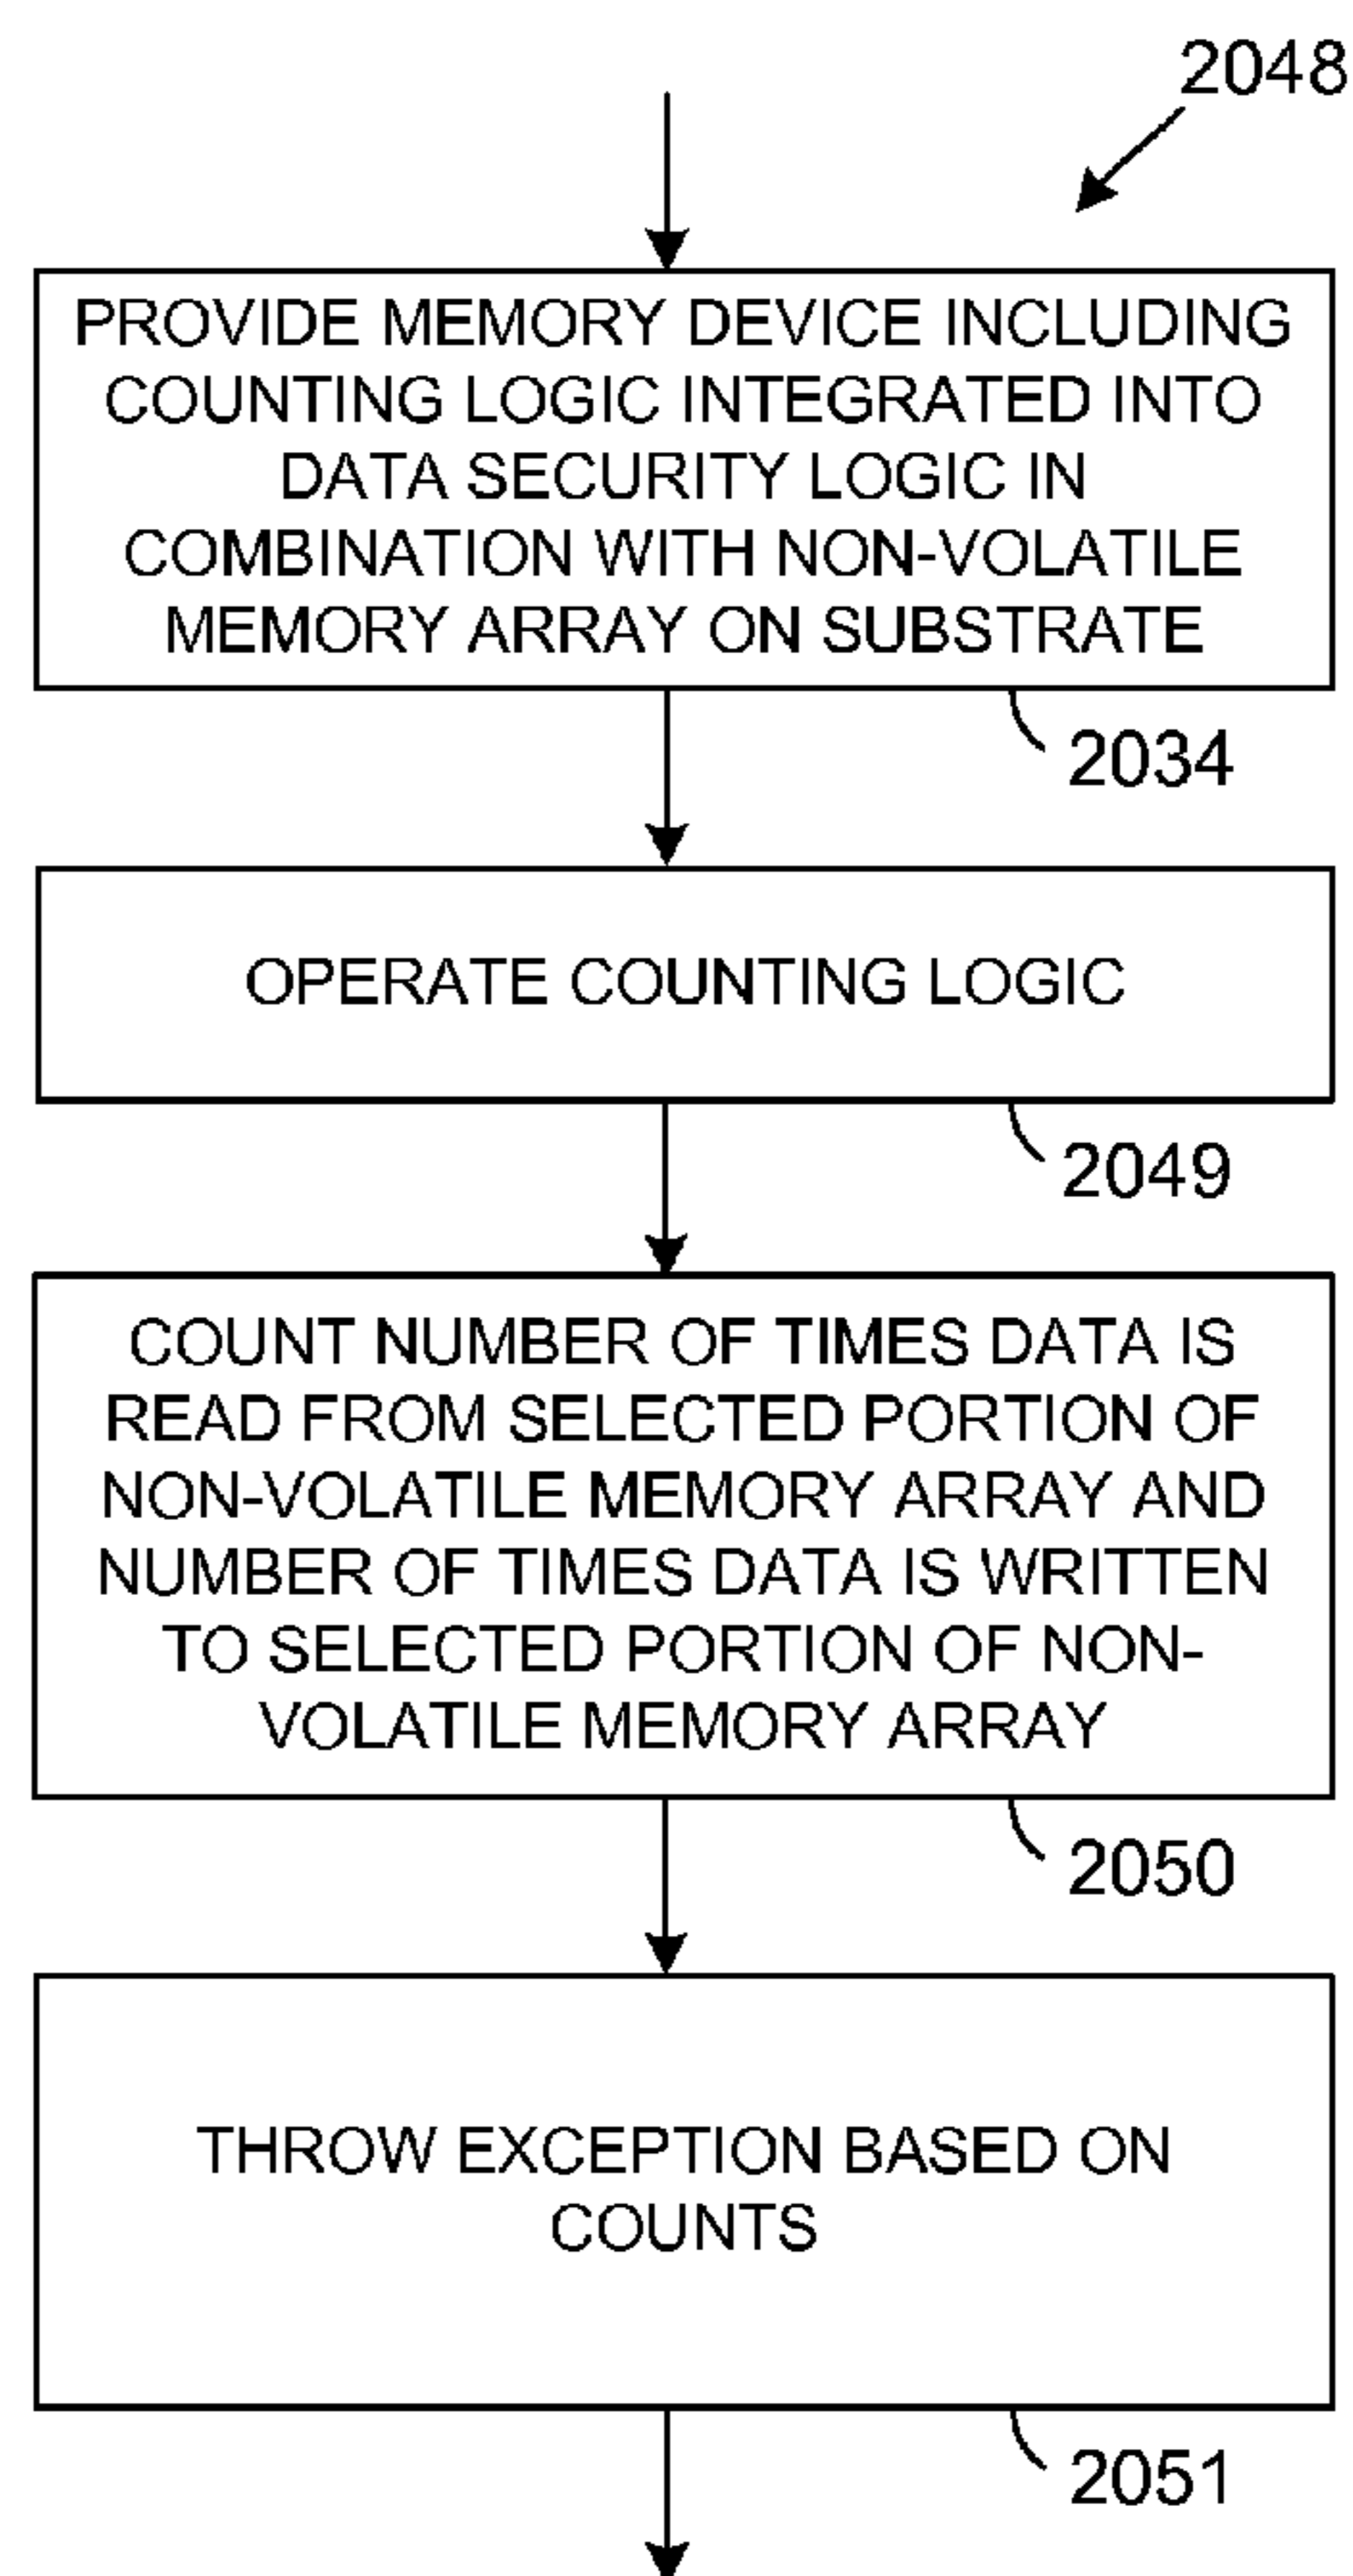 2048
PROVIDE MEMORY DEVICE INCLUDING
COUNTING LOGIC INTEGRATED INTO
DATA SECURITY LOGIC IN
COMBINATION WITH NON-VOLATILE
MEMORY ARRAY ON SUBSTRATE
2034
OPERATE COUNTING LOGIC
2049
COUNT NUMBER OF TIMES DATA IS
READ FROM SELECTED PORTION OF
NON-VOLATILE MEMORY ARRAY AND
NUMBER OF TIMES DATA IS WRITTEN
TO SELECTED PORTION OF NON-
VOLATILE MEMORY ARRAY
2050
THROW EXCEPTION BASED ON
COUNTS
2051